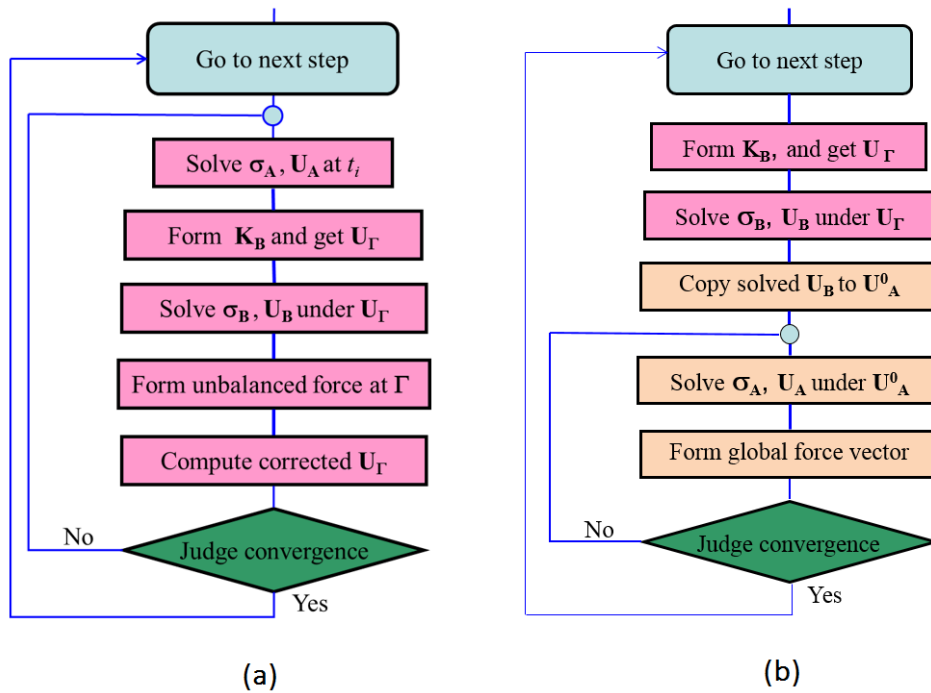 Go to next step
Solve σA, UA at ti
Form KB and get UΓ
Solve σB, UB under UΓ
Form unbalanced force at Γ
Compute corrected UΓ
No
Judge convergence
Yes
(a)
Go to next step
Form KB, and get UΓ
Solve σB, UB under UΓ
Copy solved UB to U0A
Solve σA, UA under U0A
Form global force vector
No
Judge convergence
Yes
(b)